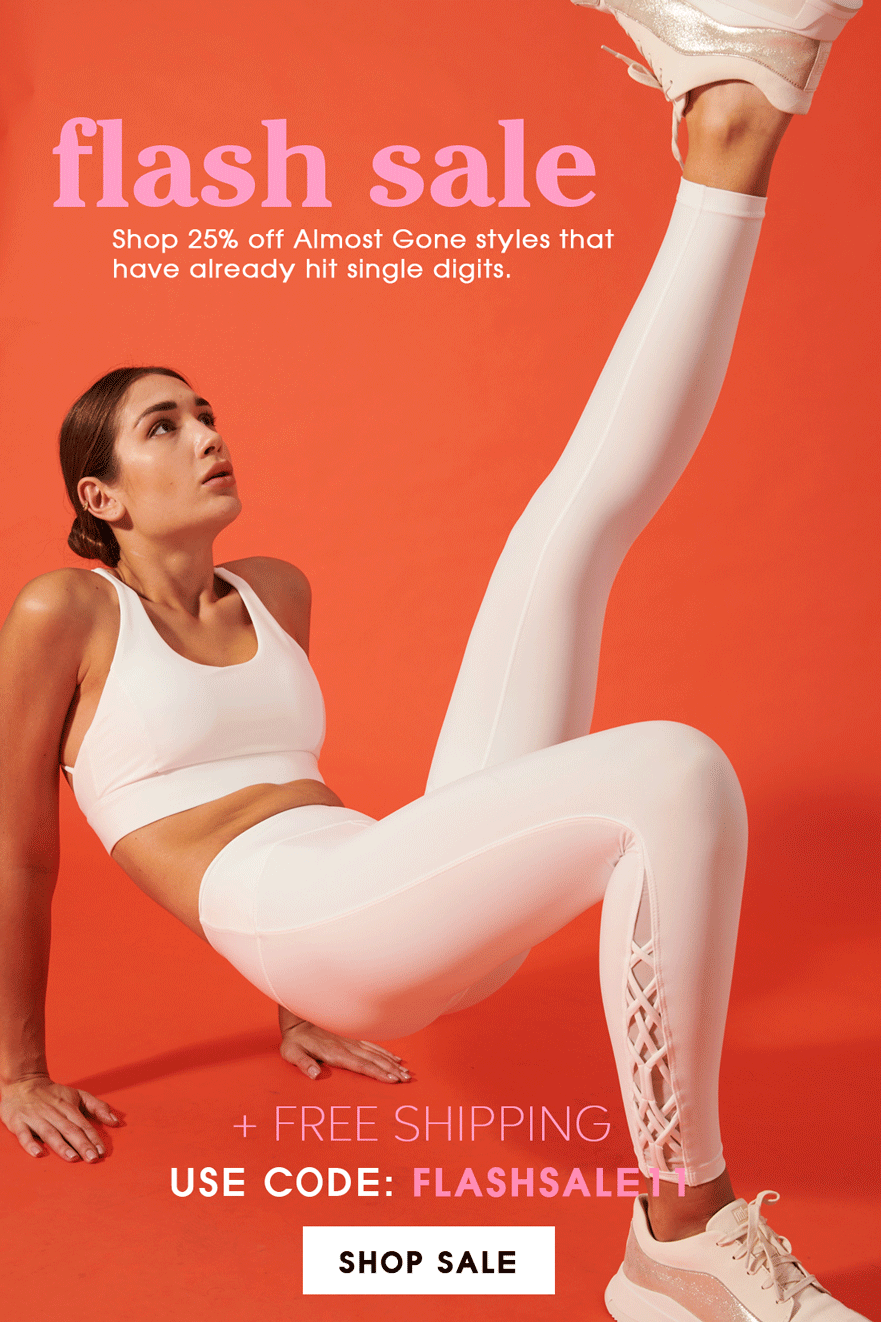 flash sale
Shop 25% off Almost Gone styles that
have already hit single digits.
+ FREE SHIPPING
USE CODE: FLASHSALE11
SHOP SALE